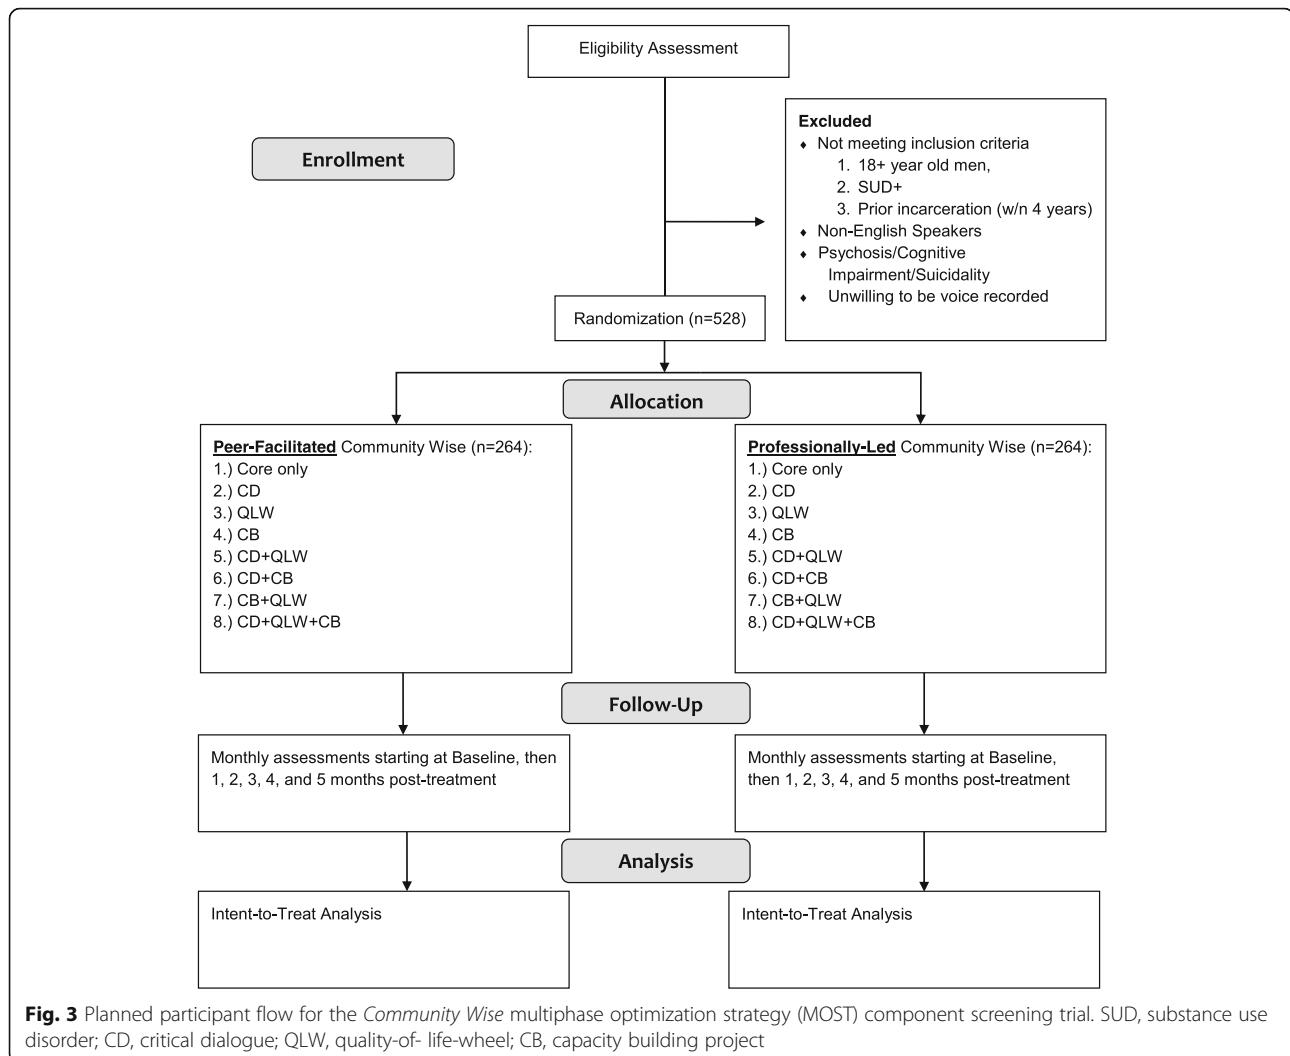 Eligibility Assessment
Enrollment
Excluded
♦ Not meeting inclusion criteria
1. 18+ year old men,
2. SUD+
3. Prior incarceration (w/n 4 years)
♦ Non-English Speakers
♦ Psychosis/Cognitive
Impairment/Suicidality
♦ Unwilling to be voice recorded
Randomization (n=528)
Allocation
Peer-Facilitated Community Wise (n=264):
1.) Core only
2.) CD
3.) QLW
4.) CB
5.) CD+QLW
6.) CD+CB
7.) CB+QLW
8.) CD+QLW+CB
Professionally-Led Community Wise (n=264):
1.) Core only
2.) CD
3.) QLW
4.) CB
5.) CD+QLW
6.) CD+CB
7.) CB+QLW
8.) CD+QLW+CB
Follow-Up
Monthly assessments starting at Baseline, then
1, 2, 3, 4, and 5 months post-treatment
Monthly assessments starting at Baseline,
then 1, 2, 3, 4, and 5 months post-treatment
Analysis
Intent-to-Treat Analysis
Intent-to-Treat Analysis
Fig. 3 Planned participant flow for the Community Wise multiphase optimization strategy (MOST) component screening trial. SUD, substance use
disorder; CD, critical dialogue; QLW, quality-of- life-wheel; CB, capacity building project